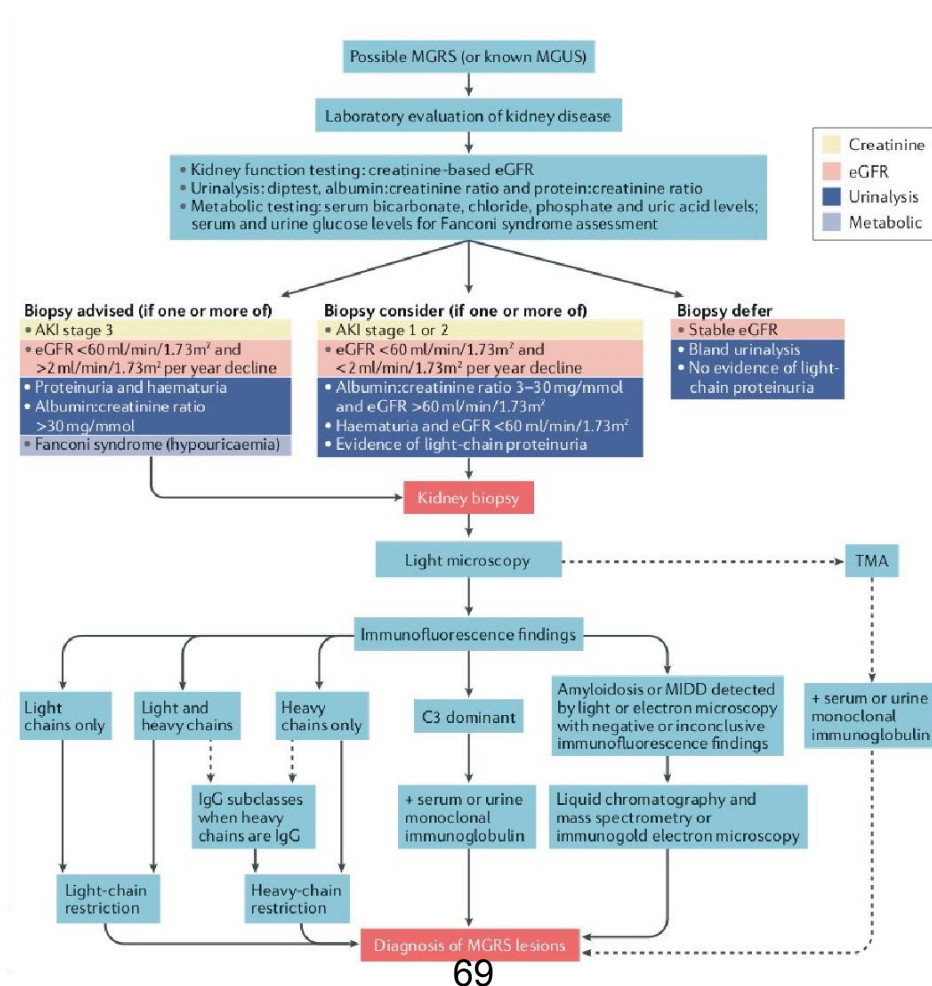 Possible MGRS (or known MGUS)
Laboratory evaluation of kidney disease
Creatinine
eGFR
Urinalysis
Metabolic
• Kidney function testing: creatinine-based eGFR
• Urinalysis: diptest, albumin:creatinine ratio and protein:creatinine ratio
• Metabolic testing: serum bicarbonate, chloride, phosphate and uric acid levels;
serum and urine glucose levels for Fanconi syndrome assessment
Biopsy advised (if one or more of)
• AKI stage 3
• eGFR <60 ml/min/1.73m² and
>2 ml/min/1.73m² per year decline
• Proteinuria and haematuria
• Albumin:creatinine ratio
>30 mg/mmol
• Fanconi syndrome (hypouricaemia)
Biopsy consider (if one or more of)
• AKI stage 1 or 2
• eGFR <60 ml/min/1.73m² and
<2 ml/min/1.73m² per year decline
• Albumin:creatinine ratio 3–30 mg/mmol
and eGFR >60 ml/min/1.73m²
• Haematuria and eGFR <60 ml/min/1.73m²
• Evidence of light-chain proteinuria
Biopsy defer
• Stable eGFR
• Bland urinalysis
• No evidence of light-
chain proteinuria
Kidney biopsy
Light microscopy
TMA
Immunofluorescence findings
Light
chains only
Light and
heavy chains
Heavy
chains only
C3 dominant
Amyloidosis or MIDD detected
by light or electron microscopy
with negative or inconclusive
immunofluorescence findings
+ serum or urine
monoclonal
immunoglobulin
IgG subclasses
when heavy
chains are IgG
+ serum or urine
monoclonal
immunoglobulin
Liquid chromatography and
mass spectrometry or
immunogold electron microscopy
Light-chain
restriction
Heavy-chain
restriction
Diagnosis of MGRS lesions
69